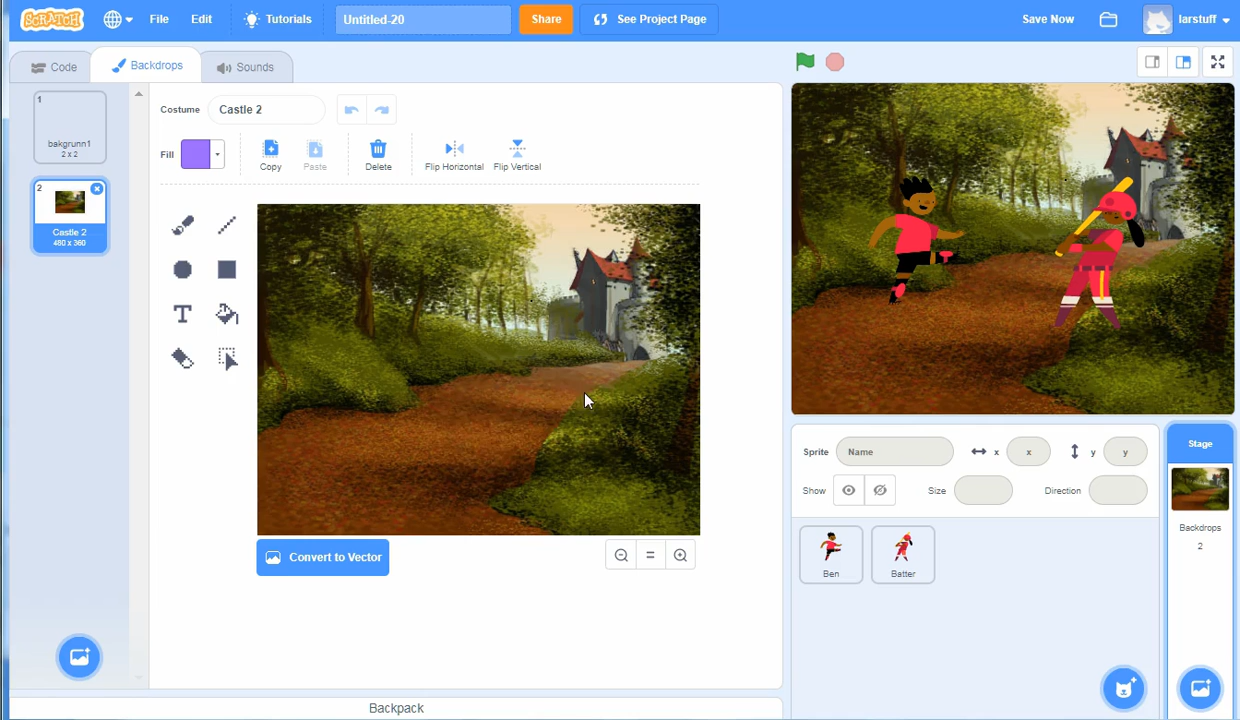 SCRATCH File Edit Tutorials Untitled-20 Share See Project Page Save Now larstuff
Code Backdrops Sounds
1
bakgrunn1
2 x 2
2
Castle 2
480 x 360
Costume Castle 2
Fill Copy Paste Delete Flip Horizontal Flip Vertical
T
Convert to Vector
Backpack
Sprite Name x x y y
Show Size Direction
Ben Batter
Stage
Backdrops
2